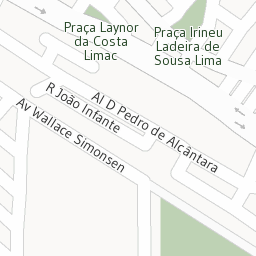 Praça Laynor
da Costa
Limac
Praça Irineu
Ladeira de
Sousa Lima
R João Infante
Al D Pedro de Alcântara
Av Wallace Simonsen